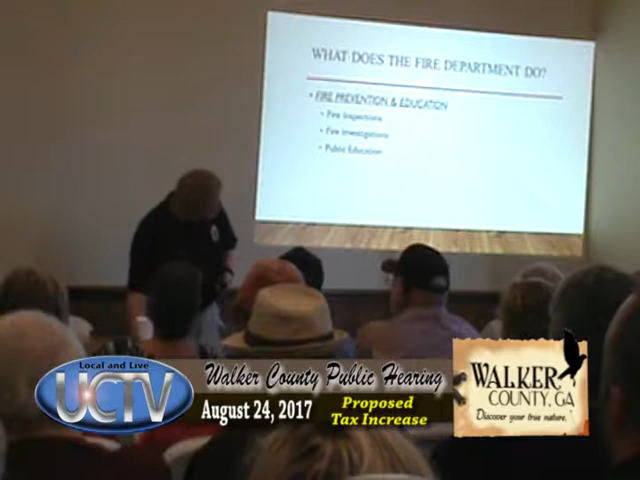 WHAT DOES THE FIRE DEPARTMENT DO?
• FIRE PREVENTION & EDUCATION
• Fire Inspections
• Fire Investigations
• Public Education
Local and Live
UCTV
Walker County Public Hearing
August 24, 2017
Proposed
Tax Increase
WALKER
COUNTY, GA
Discover your true nature.